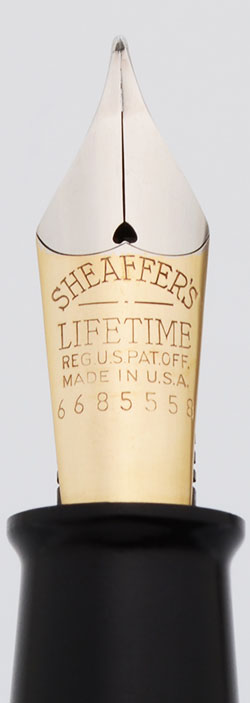 SHEAFFER'S
LIFETIME
REG.U.S.PAT.OFF.
MADE IN U.S.A.
6685558